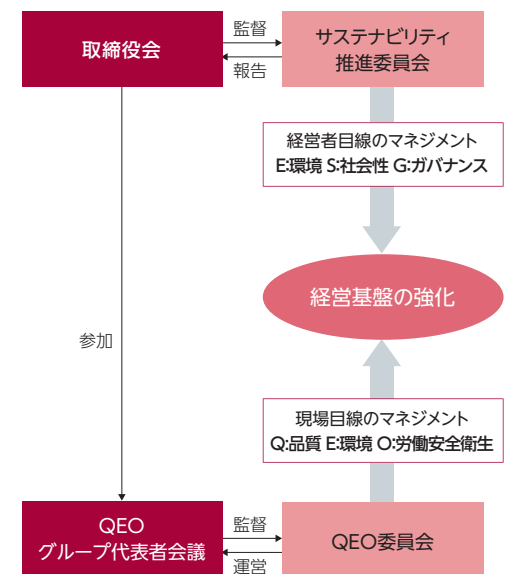 取締役会
監督
報告
サステナビリティ
推進委員会
経営者目線のマネジメント
E:環境 S:社会性 G:ガバナンス
経営基盤の強化
参加
現場目線のマネジメント
Q:品質 E:環境 O:労働安全衛生
QEO
グループ代表者会議
監督
運営
QEO委員会